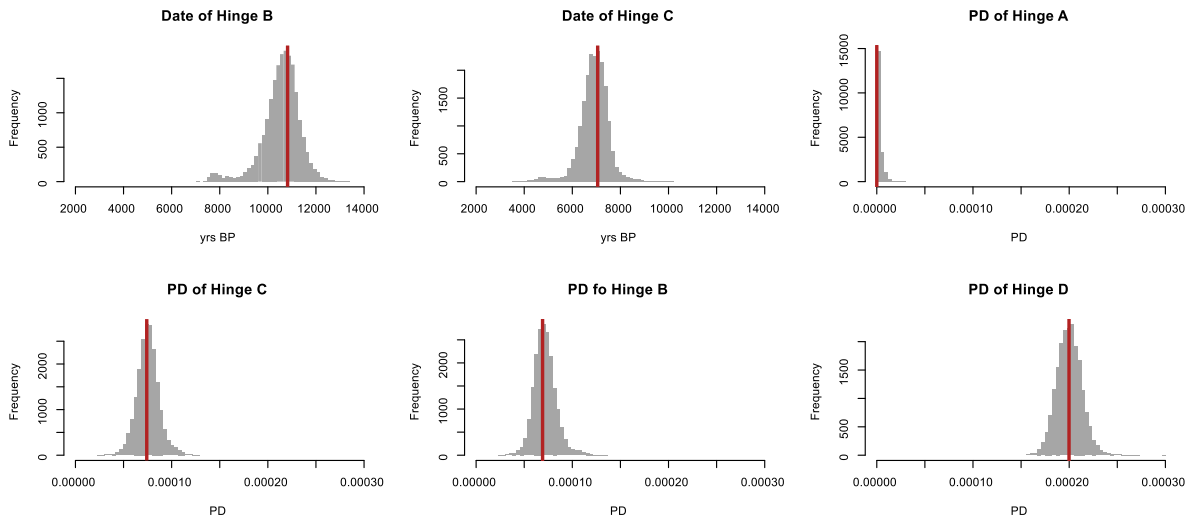 Date of Hinge B
Frequency
0 500 1000
2000 4000 6000 8000 10000 12000 14000
yrs BP
Date of Hinge C
Frequency
0 500 1500
2000 4000 6000 8000 10000 12000 14000
yrs BP
PD of Hinge A
Frequency
0 5000 10000 15000
0.00000 0.00010 0.00020 0.00030
PD
PD of Hinge C
Frequency
0 1000 2000
0.00000 0.00010 0.00020 0.00030
PD
PD fo Hinge B
Frequency
0 1000 2000
0.00000 0.00010 0.00020 0.00030
PD
PD of Hinge D
Frequency
0 500 1500
0.00000 0.00010 0.00020 0.00030
PD